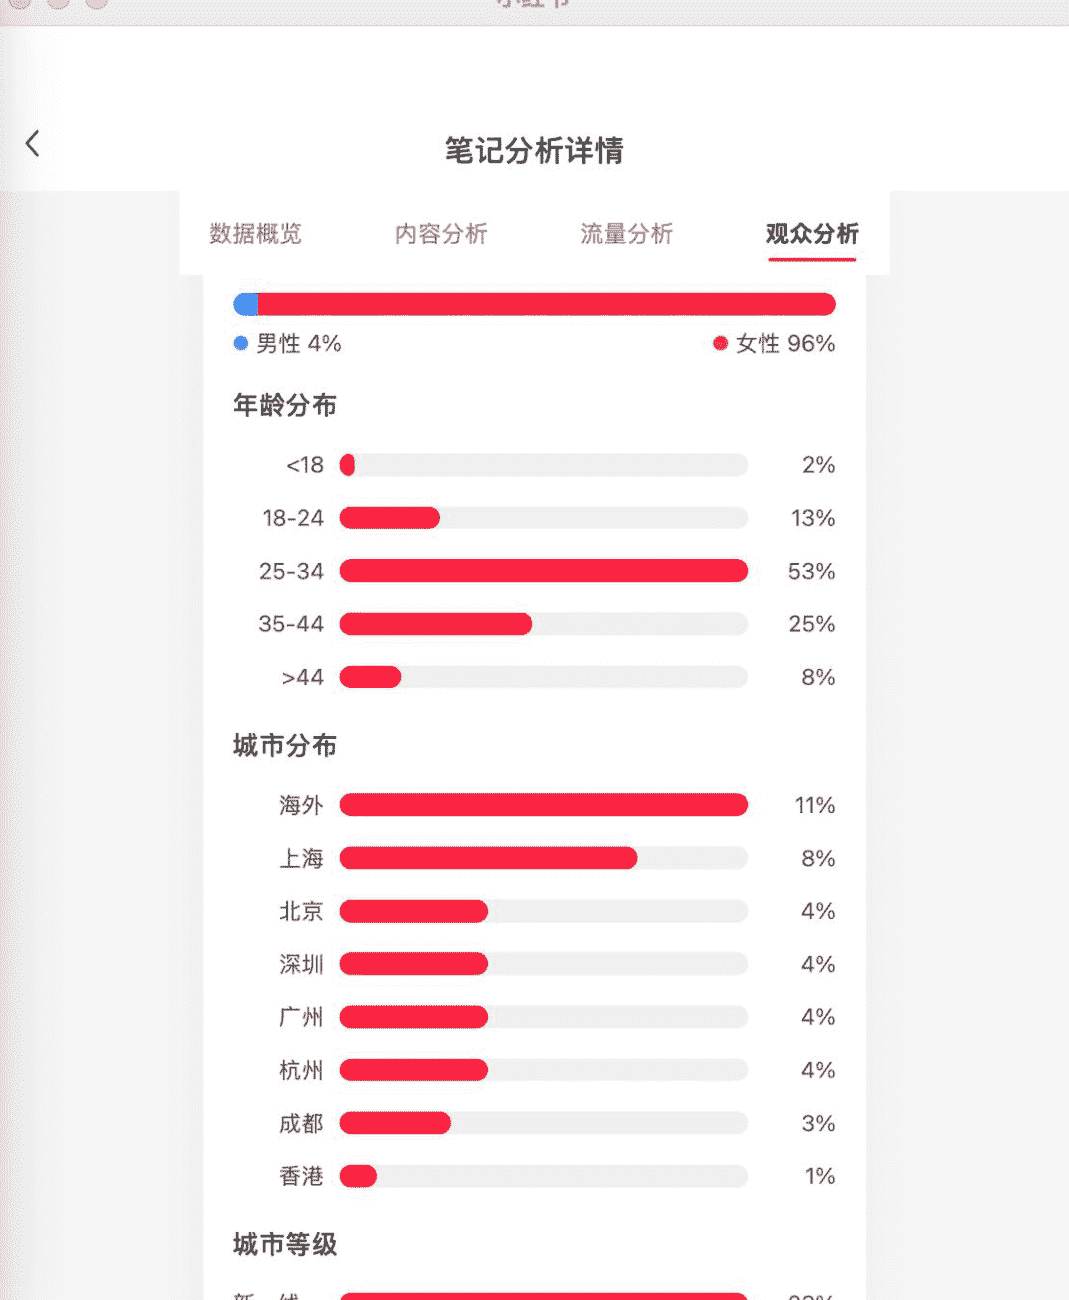 笔记分析详情
数据概览 内容分析 流量分析 观众分析
男性 4% 女性 96%
年龄分布
<18 2%
18-24 13%
25-34 53%
35-44 25%
>44 8%
城市分布
海外 11%
上海 8%
北京 4%
深圳 4%
广州 4%
杭州 4%
成都 3%
香港 1%
城市等级